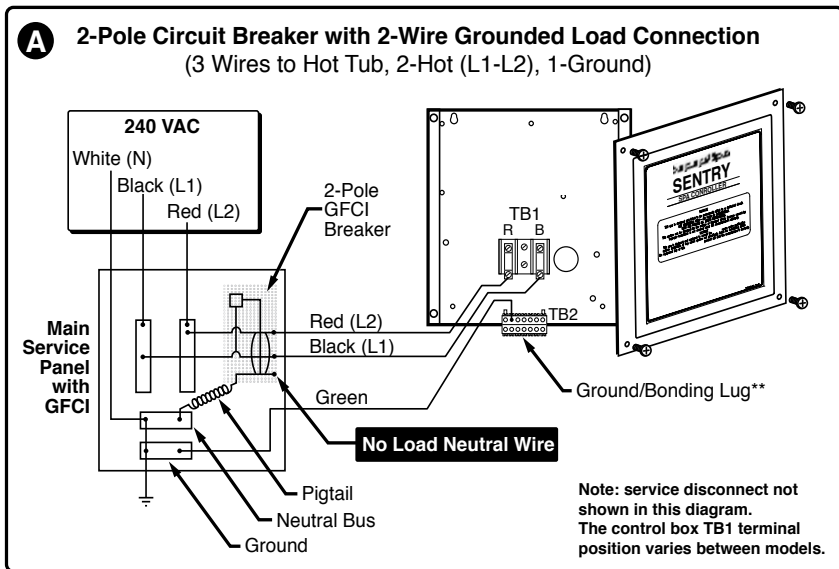 A
2-Pole Circuit Breaker with 2-Wire Grounded Load Connection
(3 Wires to Hot Tub, 2-Hot (L1-L2), 1-Ground)
240 VAC
White (N)
Black (L1)
Red (L2)
2-Pole
GFCI
Breaker
Main
Service
Panel
with
GFCI
Red (L2)
Black (L1)
Green
TB1
R B
TB2
SENTRY
SPA CONTROLLER
Ground/Bonding Lug**
No Load Neutral Wire
Pigtail
Neutral Bus
Ground
Note: service disconnect not
shown in this diagram.
The control box TB1 terminal
position varies between models.